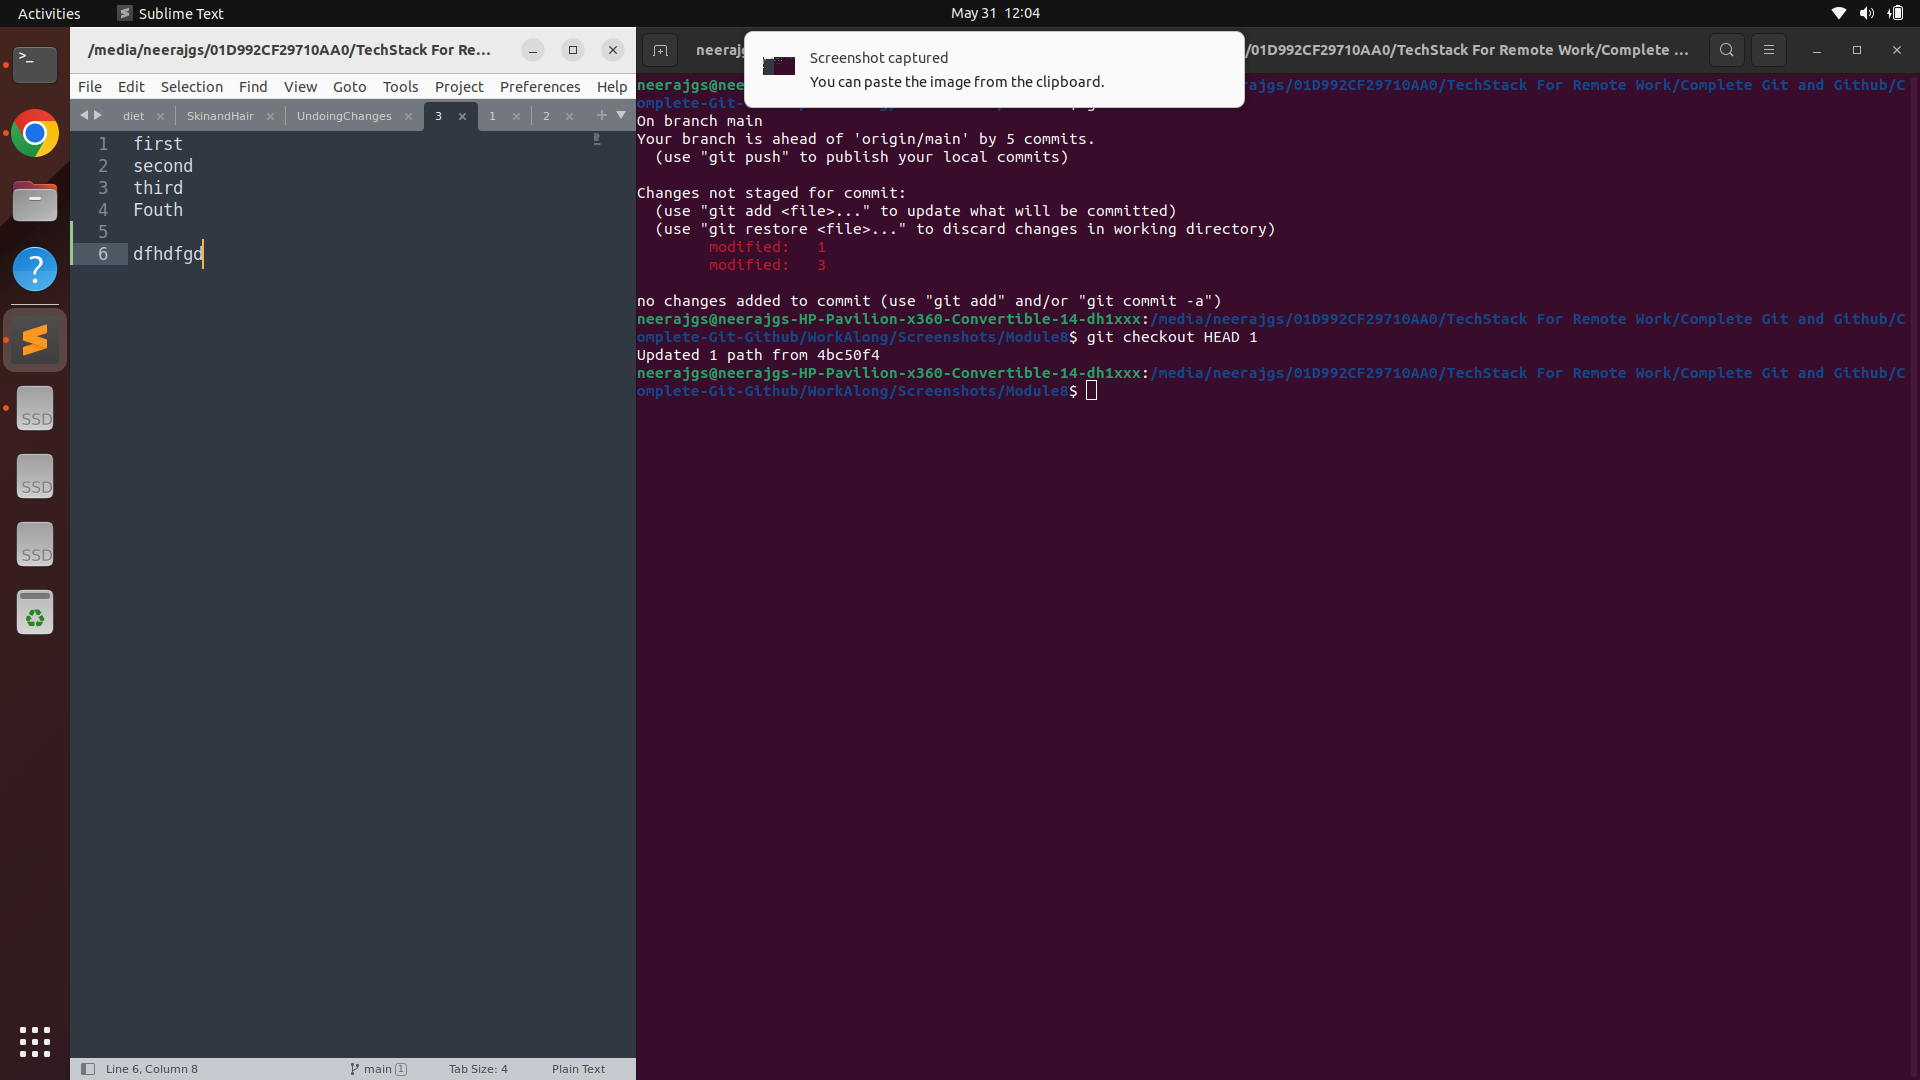 Activities
Sublime Text
May 31 12:04
/media/neerajgs/01D992CF29710AA0/TechStack For Re...
File Edit Selection Find View Goto Tools Project Preferences Help
diet SkinandHair UndoingChanges 3 1 2
1 first
2 second
3 third
4 Fouth
5
6 dfhdfgd
SSD
SSD
SSD
Line 6, Column 8
main 1
Tab Size: 4
Plain Text
neerajg
/01D992CF29710AA0/TechStack For Remote Work/Complete ...
Screenshot captured
You can paste the image from the clipboard.
neerajgs@nee
ajgs/01D992CF29710AA0/TechStack For Remote Work/Complete Git and Github/C
omplete-Git-
On branch main
Your branch is ahead of 'origin/main' by 5 commits.
(use "git push" to publish your local commits)
Changes not staged for commit:
(use "git add <file>..." to update what will be committed)
(use "git restore <file>..." to discard changes in working directory)
modified: 1
modified: 3
no changes added to commit (use "git add" and/or "git commit -a")
neerajgs@neerajgs-HP-Pavilion-x360-Convertible-14-dh1xxx:/media/neerajgs/01D992CF29710AA0/TechStack For Remote Work/Complete Git and Github/C
omplete-Git-Github/WorkAlong/Screenshots/Module8$ git checkout HEAD 1
Updated 1 path from 4bc50f4
neerajgs@neerajgs-HP-Pavilion-x360-Convertible-14-dh1xxx:/media/neerajgs/01D992CF29710AA0/TechStack For Remote Work/Complete Git and Github/C
omplete-Git-Github/WorkAlong/Screenshots/Module8$